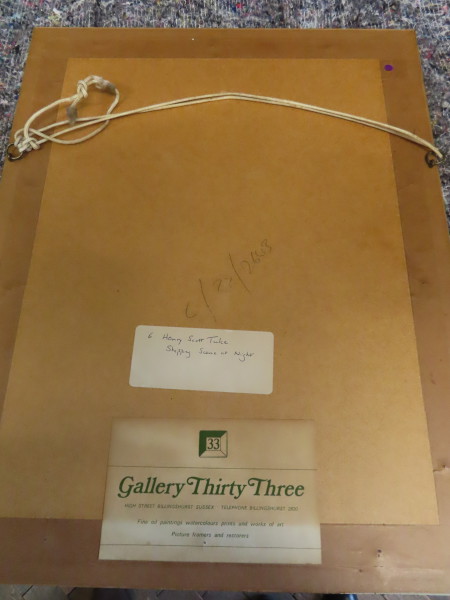 6 Henry Scott Tuke
Shipping Scene at Night
33
Gallery Thirty Three
HIGH STREET BILLINGSHURST SUSSEX TELEPHONE BILLINGSHURST
Fine oil paintings watercolours prints and works of art
Picture framers and restorers